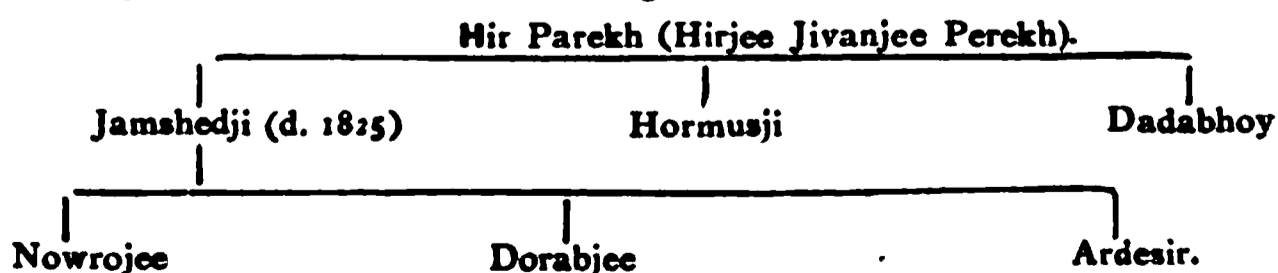 Hir Parekh (Hirjee Jivanjee Perekh).
Jamshedji (d. 1825) Hormusji Dadabhoy
Nowrojee Dorabjee Ardesir.